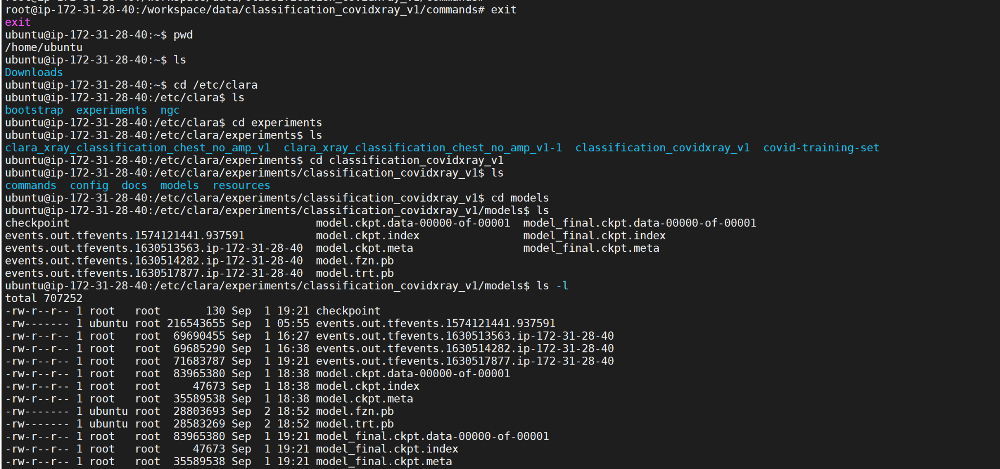 root@ip-172-31-28-40:/workspace/data/classification_covidxray_v1/commands#
root@ip-172-31-28-40:/workspace/data/classification_covidxray_v1/commands# exit
exit
ubuntu@ip-172-31-28-40:~$ pwd
/home/ubuntu
ubuntu@ip-172-31-28-40:~$ ls
Downloads
ubuntu@ip-172-31-28-40:~$ cd /etc/clara
ubuntu@ip-172-31-28-40:/etc/clara$ ls
bootstrap  experiments  ngc
ubuntu@ip-172-31-28-40:/etc/clara$ cd experiments
ubuntu@ip-172-31-28-40:/etc/clara/experiments$ ls
clara_xray_classification_chest_no_amp_v1  clara_xray_classification_chest_no_amp_v1-1  classification_covidxray_v1  covid-training-set
ubuntu@ip-172-31-28-40:/etc/clara/experiments$ cd classification_covidxray_v1
ubuntu@ip-172-31-28-40:/etc/clara/experiments/classification_covidxray_v1$ ls
commands  config  docs  models  resources
ubuntu@ip-172-31-28-40:/etc/clara/experiments/classification_covidxray_v1$ cd models
ubuntu@ip-172-31-28-40:/etc/clara/experiments/classification_covidxray_v1/models$ ls
checkpoint                                      model.ckpt.data-00000-of-00001  model_final.ckpt.data-00000-of-00001
events.out.tfevents.1574121441.937591           model.ckpt.index                model_final.ckpt.index
events.out.tfevents.1630513563.ip-172-31-28-40  model.ckpt.meta                 model_final.ckpt.meta
events.out.tfevents.1630514282.ip-172-31-28-40  model.fzn.pb
events.out.tfevents.1630517877.ip-172-31-28-40  model.trt.pb
ubuntu@ip-172-31-28-40:/etc/clara/experiments/classification_covidxray_v1/models$ ls -l
total 707252
-rw-r--r-- 1 root   root       130 Sep  1 19:21 checkpoint
-rw------- 1 ubuntu root 216543655 Sep  1 05:55 events.out.tfevents.1574121441.937591
-rw-r--r-- 1 root   root  69690455 Sep  1 16:27 events.out.tfevents.1630513563.ip-172-31-28-40
-rw-r--r-- 1 root   root  69685290 Sep  1 16:38 events.out.tfevents.1630514282.ip-172-31-28-40
-rw-r--r-- 1 root   root  71683787 Sep  1 19:21 events.out.tfevents.1630517877.ip-172-31-28-40
-rw-r--r-- 1 root   root  83965380 Sep  1 18:38 model.ckpt.data-00000-of-00001
-rw-r--r-- 1 root   root     47673 Sep  1 18:38 model.ckpt.index
-rw-r--r-- 1 root   root  35589538 Sep  1 18:38 model.ckpt.meta
-rw------- 1 ubuntu root  28803693 Sep  2 18:52 model.fzn.pb
-rw------- 1 ubuntu root  28583269 Sep  2 18:52 model.trt.pb
-rw-r--r-- 1 root   root  83965380 Sep  1 19:21 model_final.ckpt.data-00000-of-00001
-rw-r--r-- 1 root   root     47673 Sep  1 19:21 model_final.ckpt.index
-rw-r--r-- 1 root   root  35589538 Sep  1 19:21 model_final.ckpt.meta